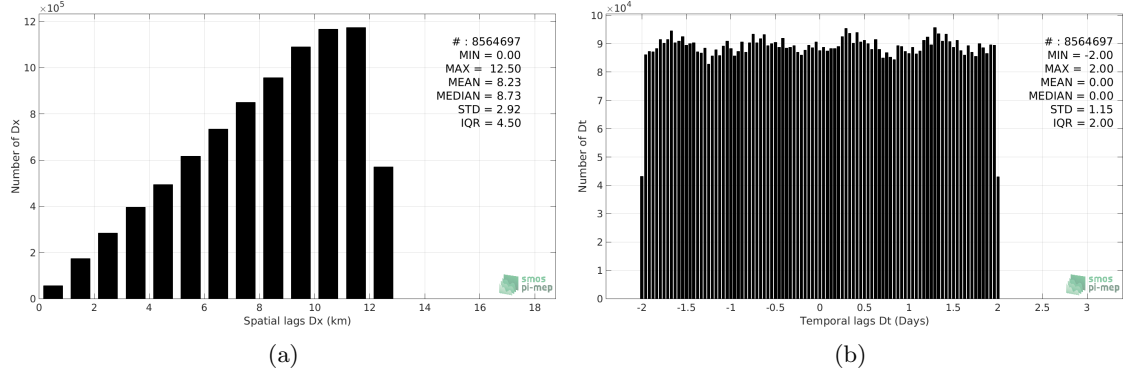 ×10⁵
12
10
8
6
4
2
0
Number of Dx
# : 8564697
MIN = 0.00
MAX = 12.50
MEAN = 8.23
MEDIAN = 8.73
STD = 2.92
IQR = 4.50
smos
pi-mep
0 2 4 6 8 10 12 14 16 18
Spatial lags Dx (km)
(a)
×10⁴
10
9
8
7
6
5
4
3
2
1
0
Number of Dt
# : 8564697
MIN = -2.00
MAX = 2.00
MEAN = 0.00
MEDIAN = 0.00
STD = 1.15
IQR = 2.00
smos
pi-mep
-2 -1.5 -1 -0.5 0 0.5 1 1.5 2 2.5 3
Temporal lags Dt (Days)
(b)